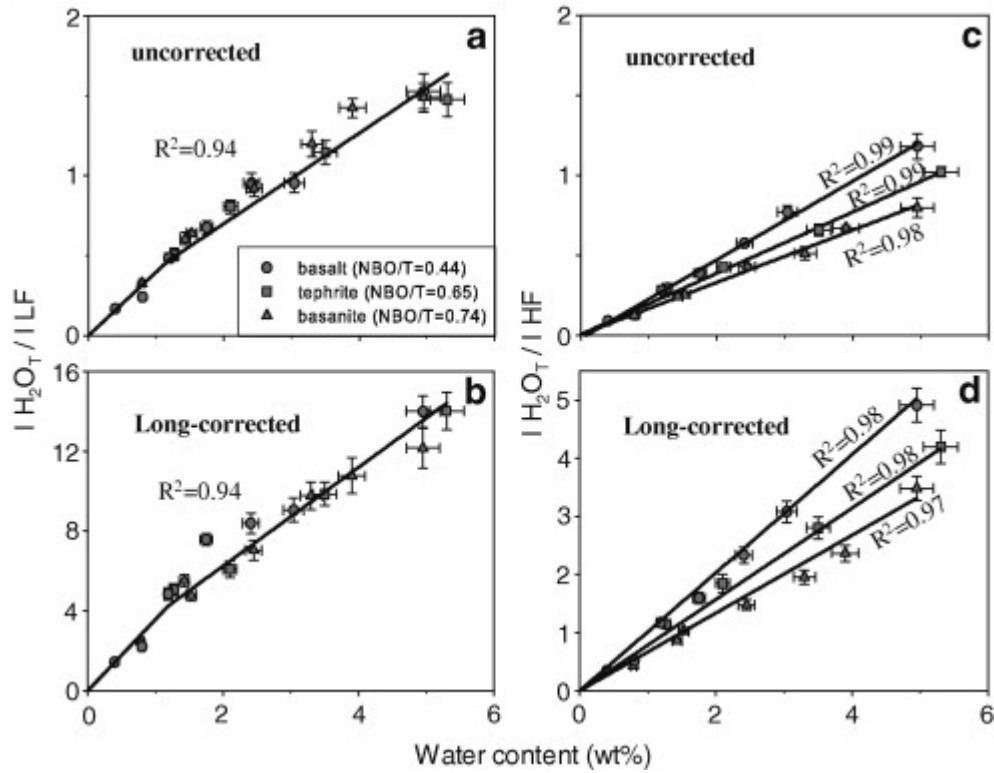 2
a
uncorrected
R²=0.94
1
basalt (NBO/T=0.44)
tephrite (NBO/T=0.65)
basanite (NBO/T=0.74)
0
I H₂O_T / I LF
16
b
Long-corrected
12
R²=0.94
8
4
0
0 2 4 6
2
c
uncorrected
R²=0.99
1
R²=0.99
R²=0.98
0
I H₂O_T / I HF
d
5
Long-corrected
R²=0.98
4
R²=0.98
3
R²=0.97
2
1
0
0 2 4 6
Water content (wt%)